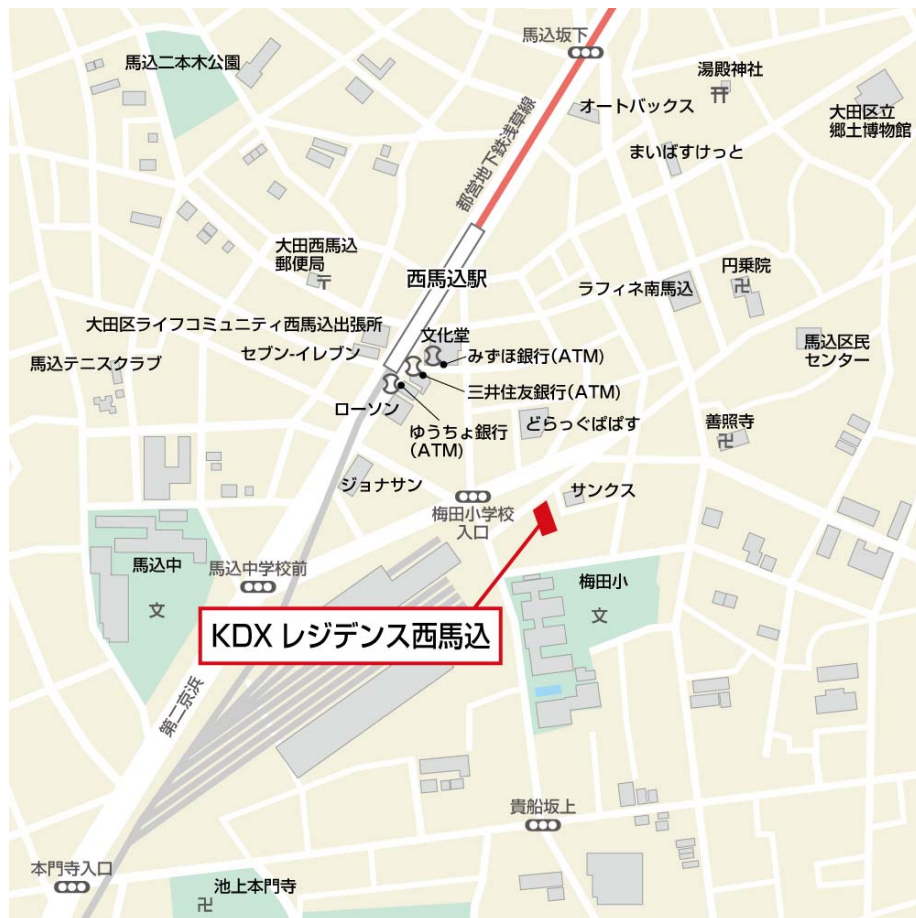 馬込坂下
馬込二本木公園
湯殿神社
オートバックス
大田区立
郷土博物館
都営地下鉄浅草線
まいばすけっと
大田西馬込
郵便局
西馬込駅
円乗院
ラフィネ南馬込
大田区ライフコミュニティ西馬込出張所
文化堂
馬込区民
センター
セブン-イレブン
みずほ銀行(ATM)
馬込テニスクラブ
三井住友銀行(ATM)
ローソン
どらっぐぱぱす
善照寺
ゆうちょ銀行
(ATM)
ジョナサン
サンクス
梅田小学校
入口
馬込中
文
馬込中学校前
梅田小
文
KDX レジデンス西馬込
第二京浜
貴船坂上
本門寺入口
池上本門寺